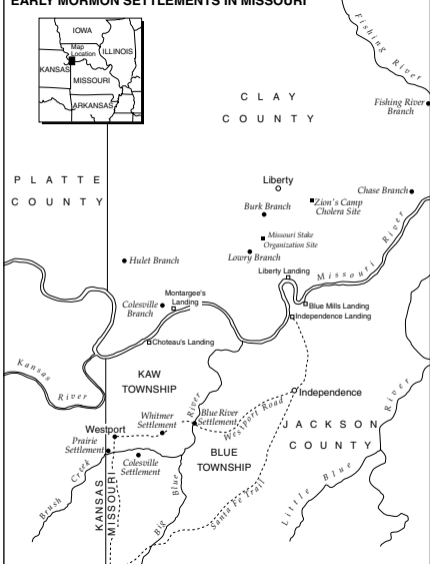 EARLY MORMON SETTLEMENTS IN MISSOURI
IOWA
Map
Location
ILLINOIS
KANSAS
MISSOURI
ARKANSAS
Fishing River
CLAY
COUNTY
Fishing River
Branch
PLATTE
COUNTY
Liberty
Chase Branch
Zion's Camp
Cholera Site
Burk Branch
Missouri Stake
Organization Site
Lowry Branch
Hulet Branch
Liberty Landing
Missouri River
Montargee's
Landing
Colesville
Branch
Blue Mills Landing
Independence Landing
Choteau's Landing
Kansas
River
KAW
TOWNSHIP
Independence
Whitmer
Settlement
River
Blue River
Settlement
Westport Road
Westport
JACKSON
COUNTY
River
Prairie
Settlement
Colesville
Settlement
BLUE
TOWNSHIP
Brush Creek
KANSAS
MISSOURI
Big Blue
Santa Fe Trail
Little Blue